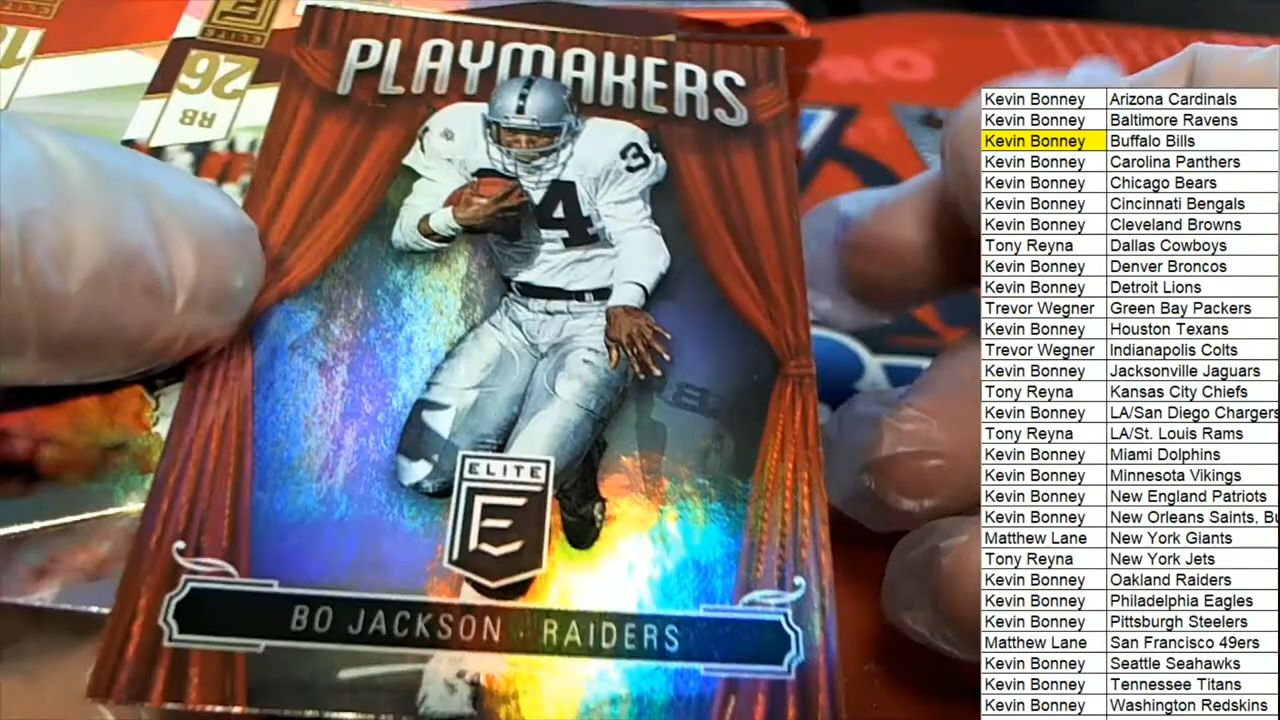 PLAYMAKERS
34
34
ELITE
E
BO JACKSON · RAIDERS
ELITE
26
RB
Kevin Bonney Arizona Cardinals
Kevin Bonney Baltimore Ravens
Kevin Bonney Buffalo Bills
Kevin Bonney Carolina Panthers
Kevin Bonney Chicago Bears
Kevin Bonney Cincinnati Bengals
Kevin Bonney Cleveland Browns
Tony Reyna Dallas Cowboys
Kevin Bonney Denver Broncos
Kevin Bonney Detroit Lions
Trevor Wegner Green Bay Packers
Kevin Bonney Houston Texans
Trevor Wegner Indianapolis Colts
Kevin Bonney Jacksonville Jaguars
Tony Reyna Kansas City Chiefs
Kevin Bonney LA/San Diego Chargers
Tony Reyna LA/St. Louis Rams
Kevin Bonney Miami Dolphins
Kevin Bonney Minnesota Vikings
Kevin Bonney New England Patriots
Kevin Bonney New Orleans Saints, B
Matthew Lane New York Giants
Tony Reyna New York Jets
Kevin Bonney Oakland Raiders
Kevin Bonney Philadelphia Eagles
Kevin Bonney Pittsburgh Steelers
Matthew Lane San Francisco 49ers
Kevin Bonney Seattle Seahawks
Kevin Bonney Tennessee Titans
Kevin Bonney Washington Redskins